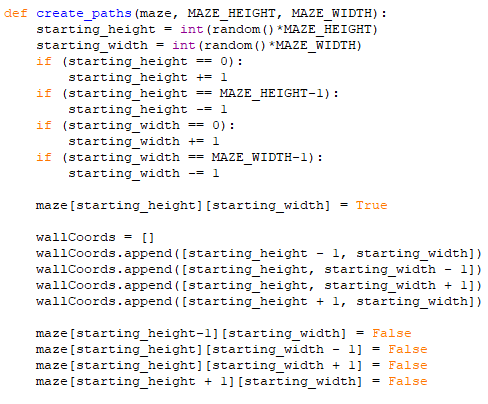 def create_paths(maze, MAZE_HEIGHT, MAZE_WIDTH):
    starting_height = int(random()*MAZE_HEIGHT)
    starting_width = int(random()*MAZE_WIDTH)
    if (starting_height == 0):
        starting_height += 1
    if (starting_height == MAZE_HEIGHT-1):
        starting_height -= 1
    if (starting_width == 0):
        starting_width += 1
    if (starting_width == MAZE_WIDTH-1):
        starting_width -= 1

    maze[starting_height][starting_width] = True

    wallCoords = []
    wallCoords.append([starting_height - 1, starting_width])
    wallCoords.append([starting_height, starting_width - 1])
    wallCoords.append([starting_height, starting_width + 1])
    wallCoords.append([starting_height + 1, starting_width])

    maze[starting_height-1][starting_width] = False
    maze[starting_height][starting_width - 1] = False
    maze[starting_height][starting_width + 1] = False
    maze[starting_height + 1][starting_width] = False